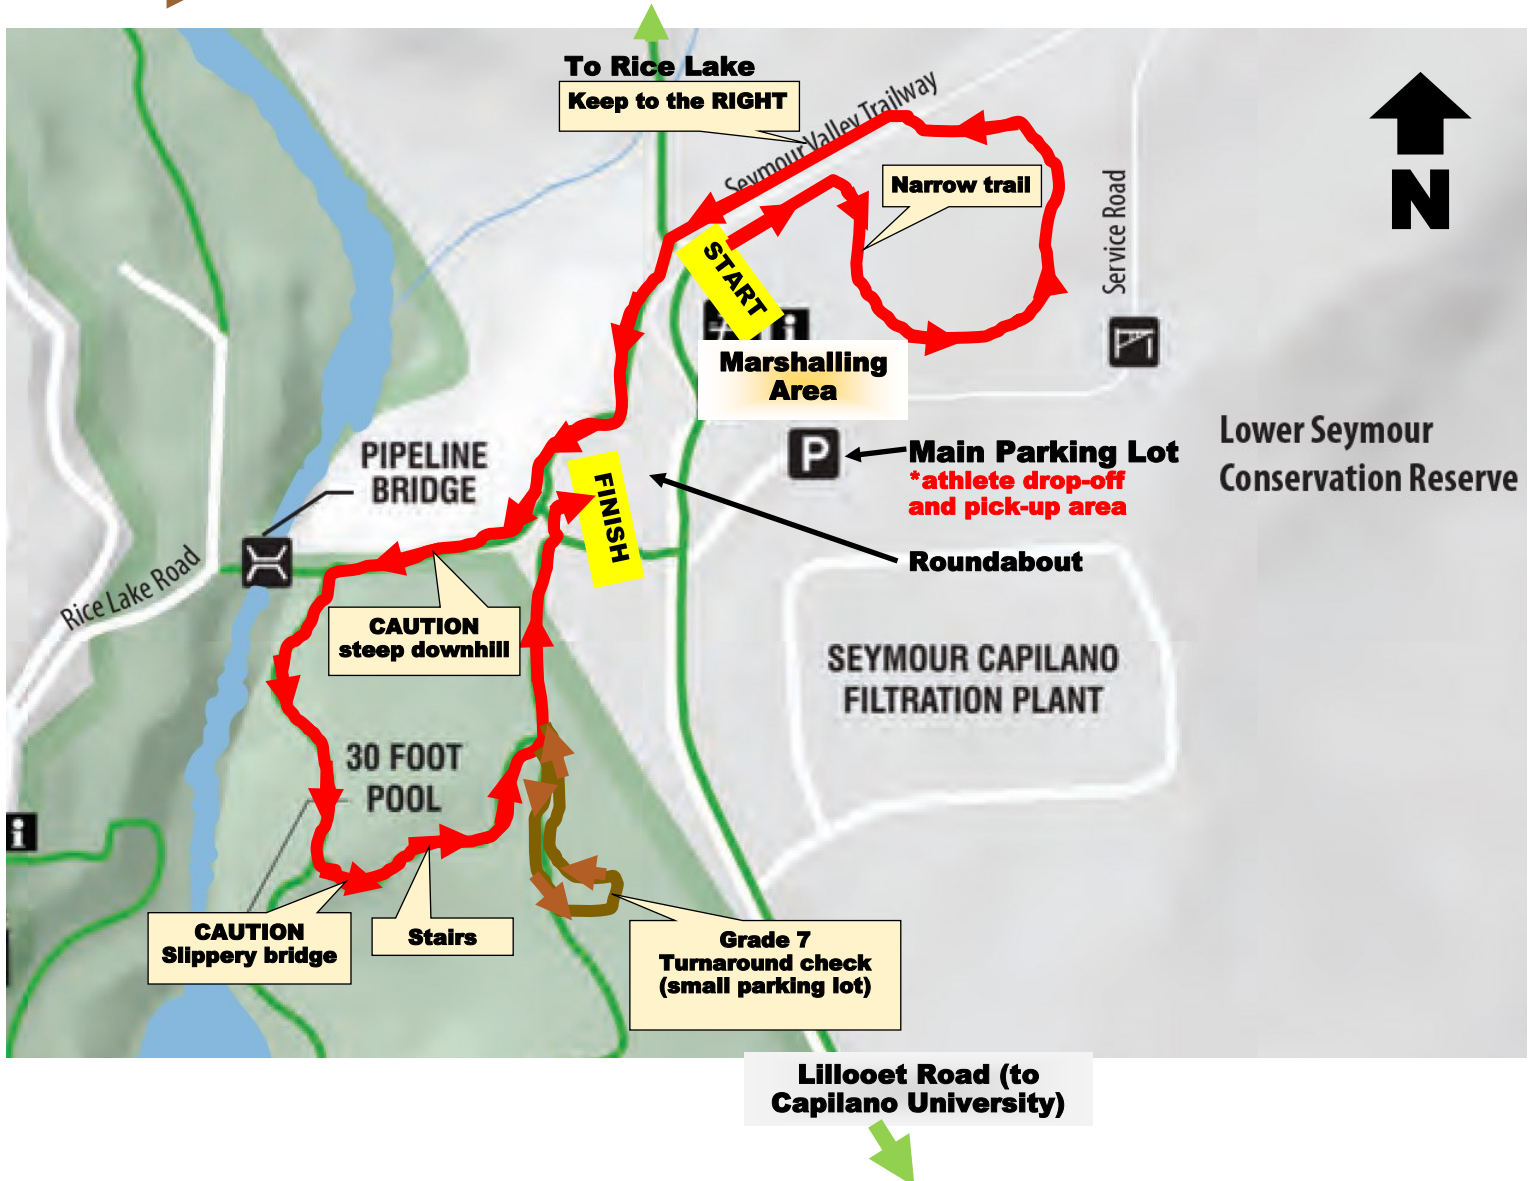 To Rice Lake
Keep to the RIGHT
Seymour Valley Trailway
N
Narrow trail
Service Road
START
i
Marshalling
Area
Lower Seymour
Conservation Reserve
PIPELINE
BRIDGE
P
Main Parking Lot
*athlete drop-off
and pick-up area
FINISH
Roundabout
Rice Lake Road
CAUTION
steep downhill
SEYMOUR CAPILANO
FILTRATION PLANT
30 FOOT
POOL
i
CAUTION
Slippery bridge
Stairs
Grade 7
Turnaround check
(small parking lot)
Lillooet Road (to
Capilano University)